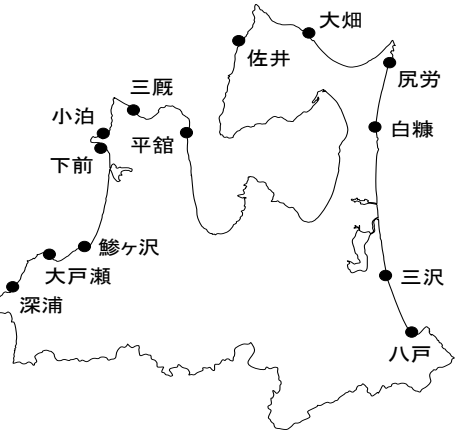 大畑
佐井
尻労
三厩
小泊
白糠
平舘
下前
鰺ヶ沢
大戸瀬
三沢
深浦
八戸